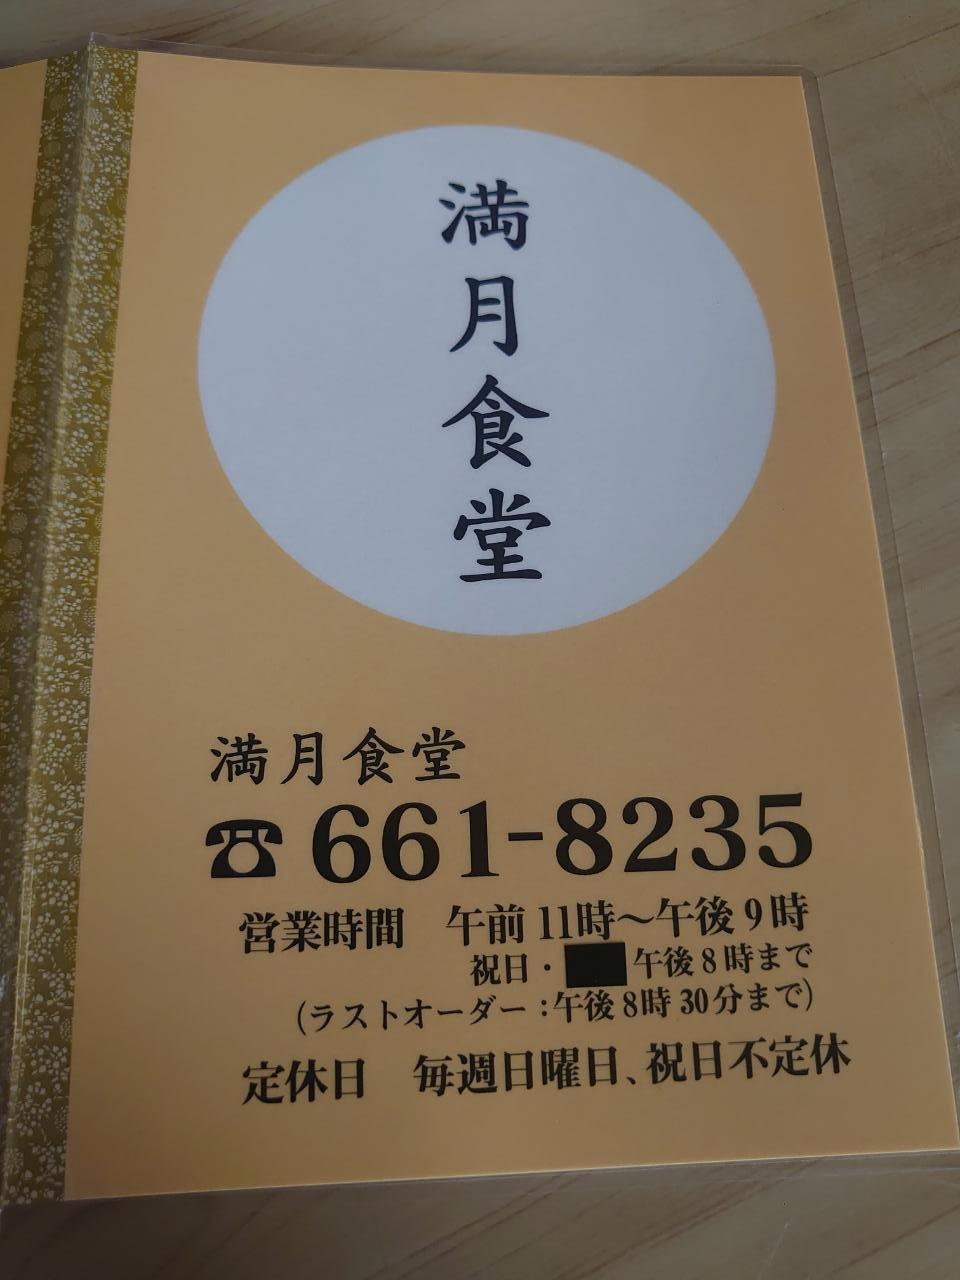 満月食堂
満月食堂
☎661-8235
営業時間 午前11時～午後9時
祝日・ 午後8時まで
(ラストオーダー:午後8時30分まで)
定休日 毎週日曜日、祝日不定休